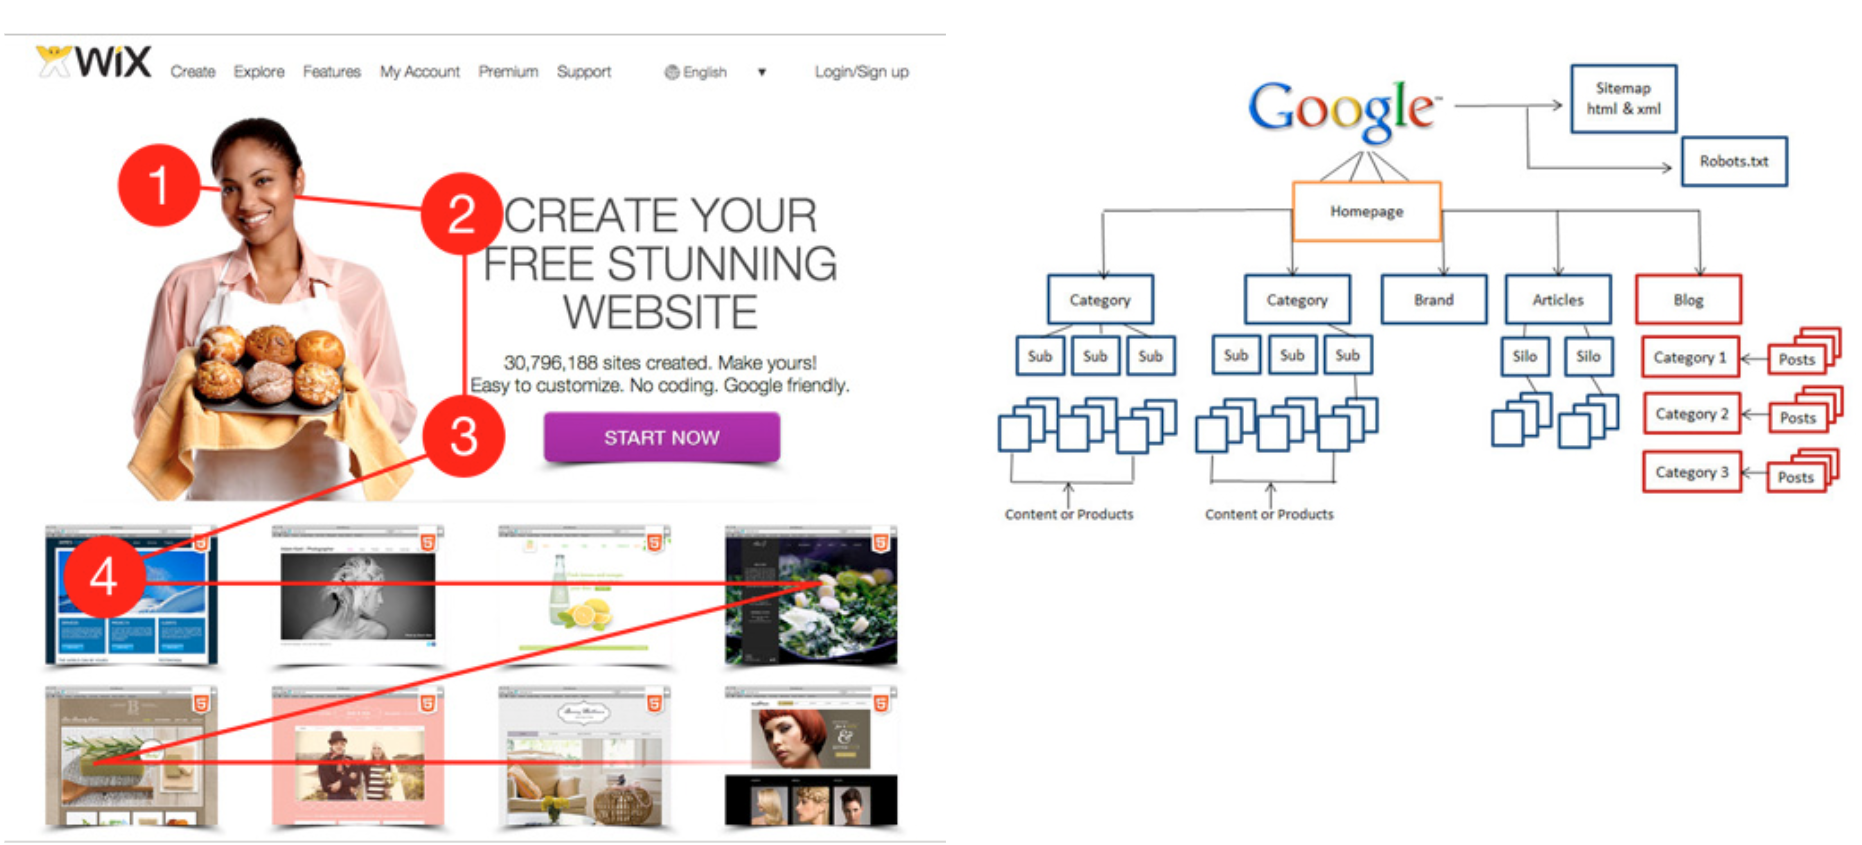 WiX
Create Explore Features My Account Premium Support English Login/Sign up
1
2
CREATE YOUR
FREE STUNNING
WEBSITE
30,796,188 sites created. Make yours!
Easy to customize. No coding. Google friendly.
3
START NOW
4
Google™
Sitemap
html & xml
Robots.txt
Homepage
Category Category Brand Articles Blog
Sub Sub Sub Sub Sub Sub Silo Silo Category 1 Posts
Category 2 Posts
Category 3 Posts
Content or Products Content or Products